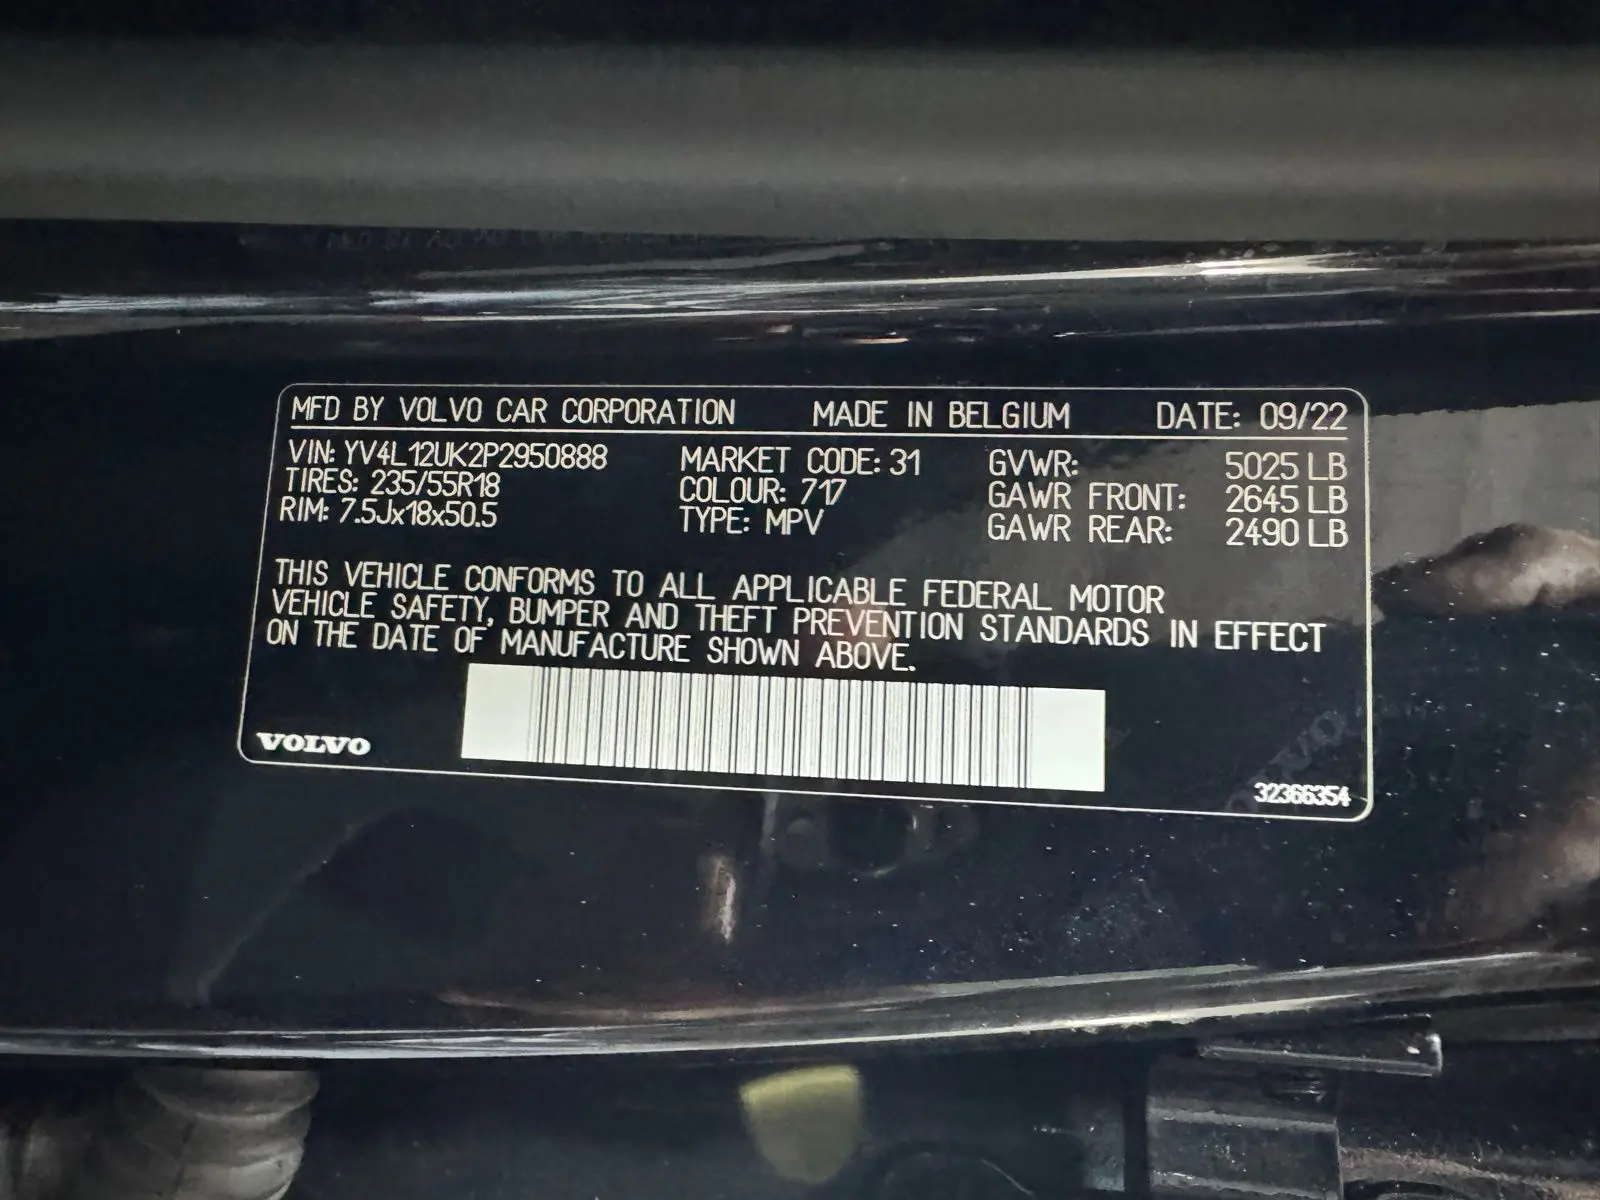 MFD BY VOLVO CAR CORPORATION MADE IN BELGIUM DATE: 09/22
VIN: YV4L12UK2P2950888 MARKET CODE: 31 GVWR: 5025 LB
TIRES: 235/55R18 COLOUR: 717 GAWR FRONT: 2645 LB
RIM: 7.5Jx18x50.5 TYPE: MPV GAWR REAR: 2490 LB
THIS VEHICLE CONFORMS TO ALL APPLICABLE FEDERAL MOTOR
VEHICLE SAFETY, BUMPER AND THEFT PREVENTION STANDARDS IN EFFECT
ON THE DATE OF MANUFACTURE SHOWN ABOVE.
VOLVO
32366354